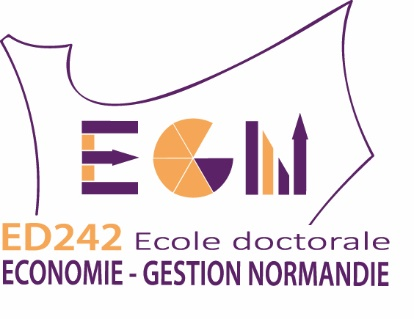 EGN
ED242 Ecole doctorale
ECONOMIE - GESTION NORMANDIE